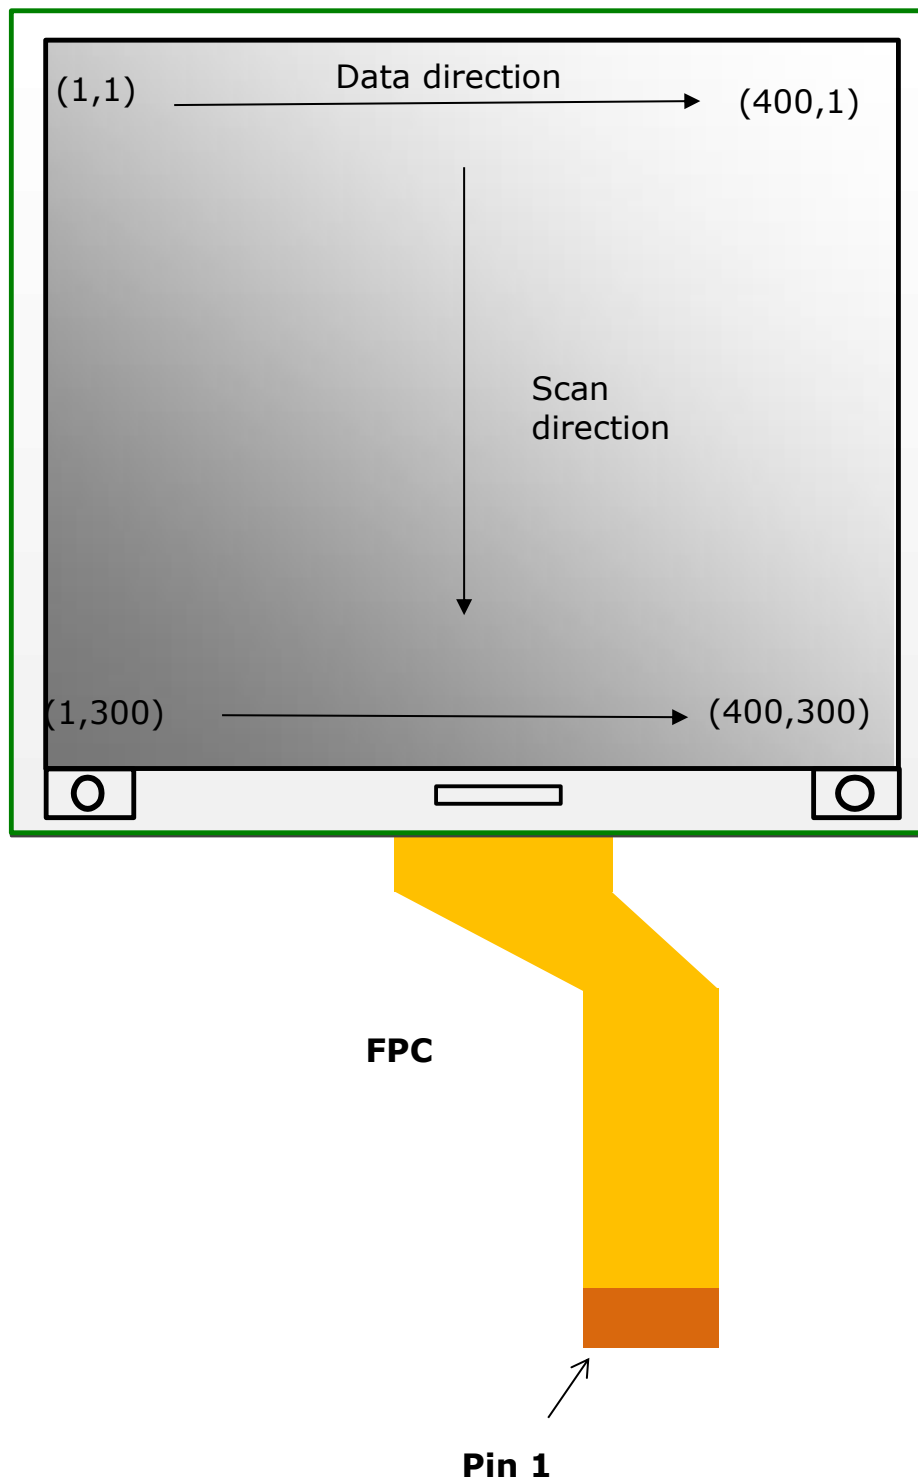 Data direction
(1,1)
(400,1)
Scan
direction
(1,300)
(400,300)
FPC
Pin 1